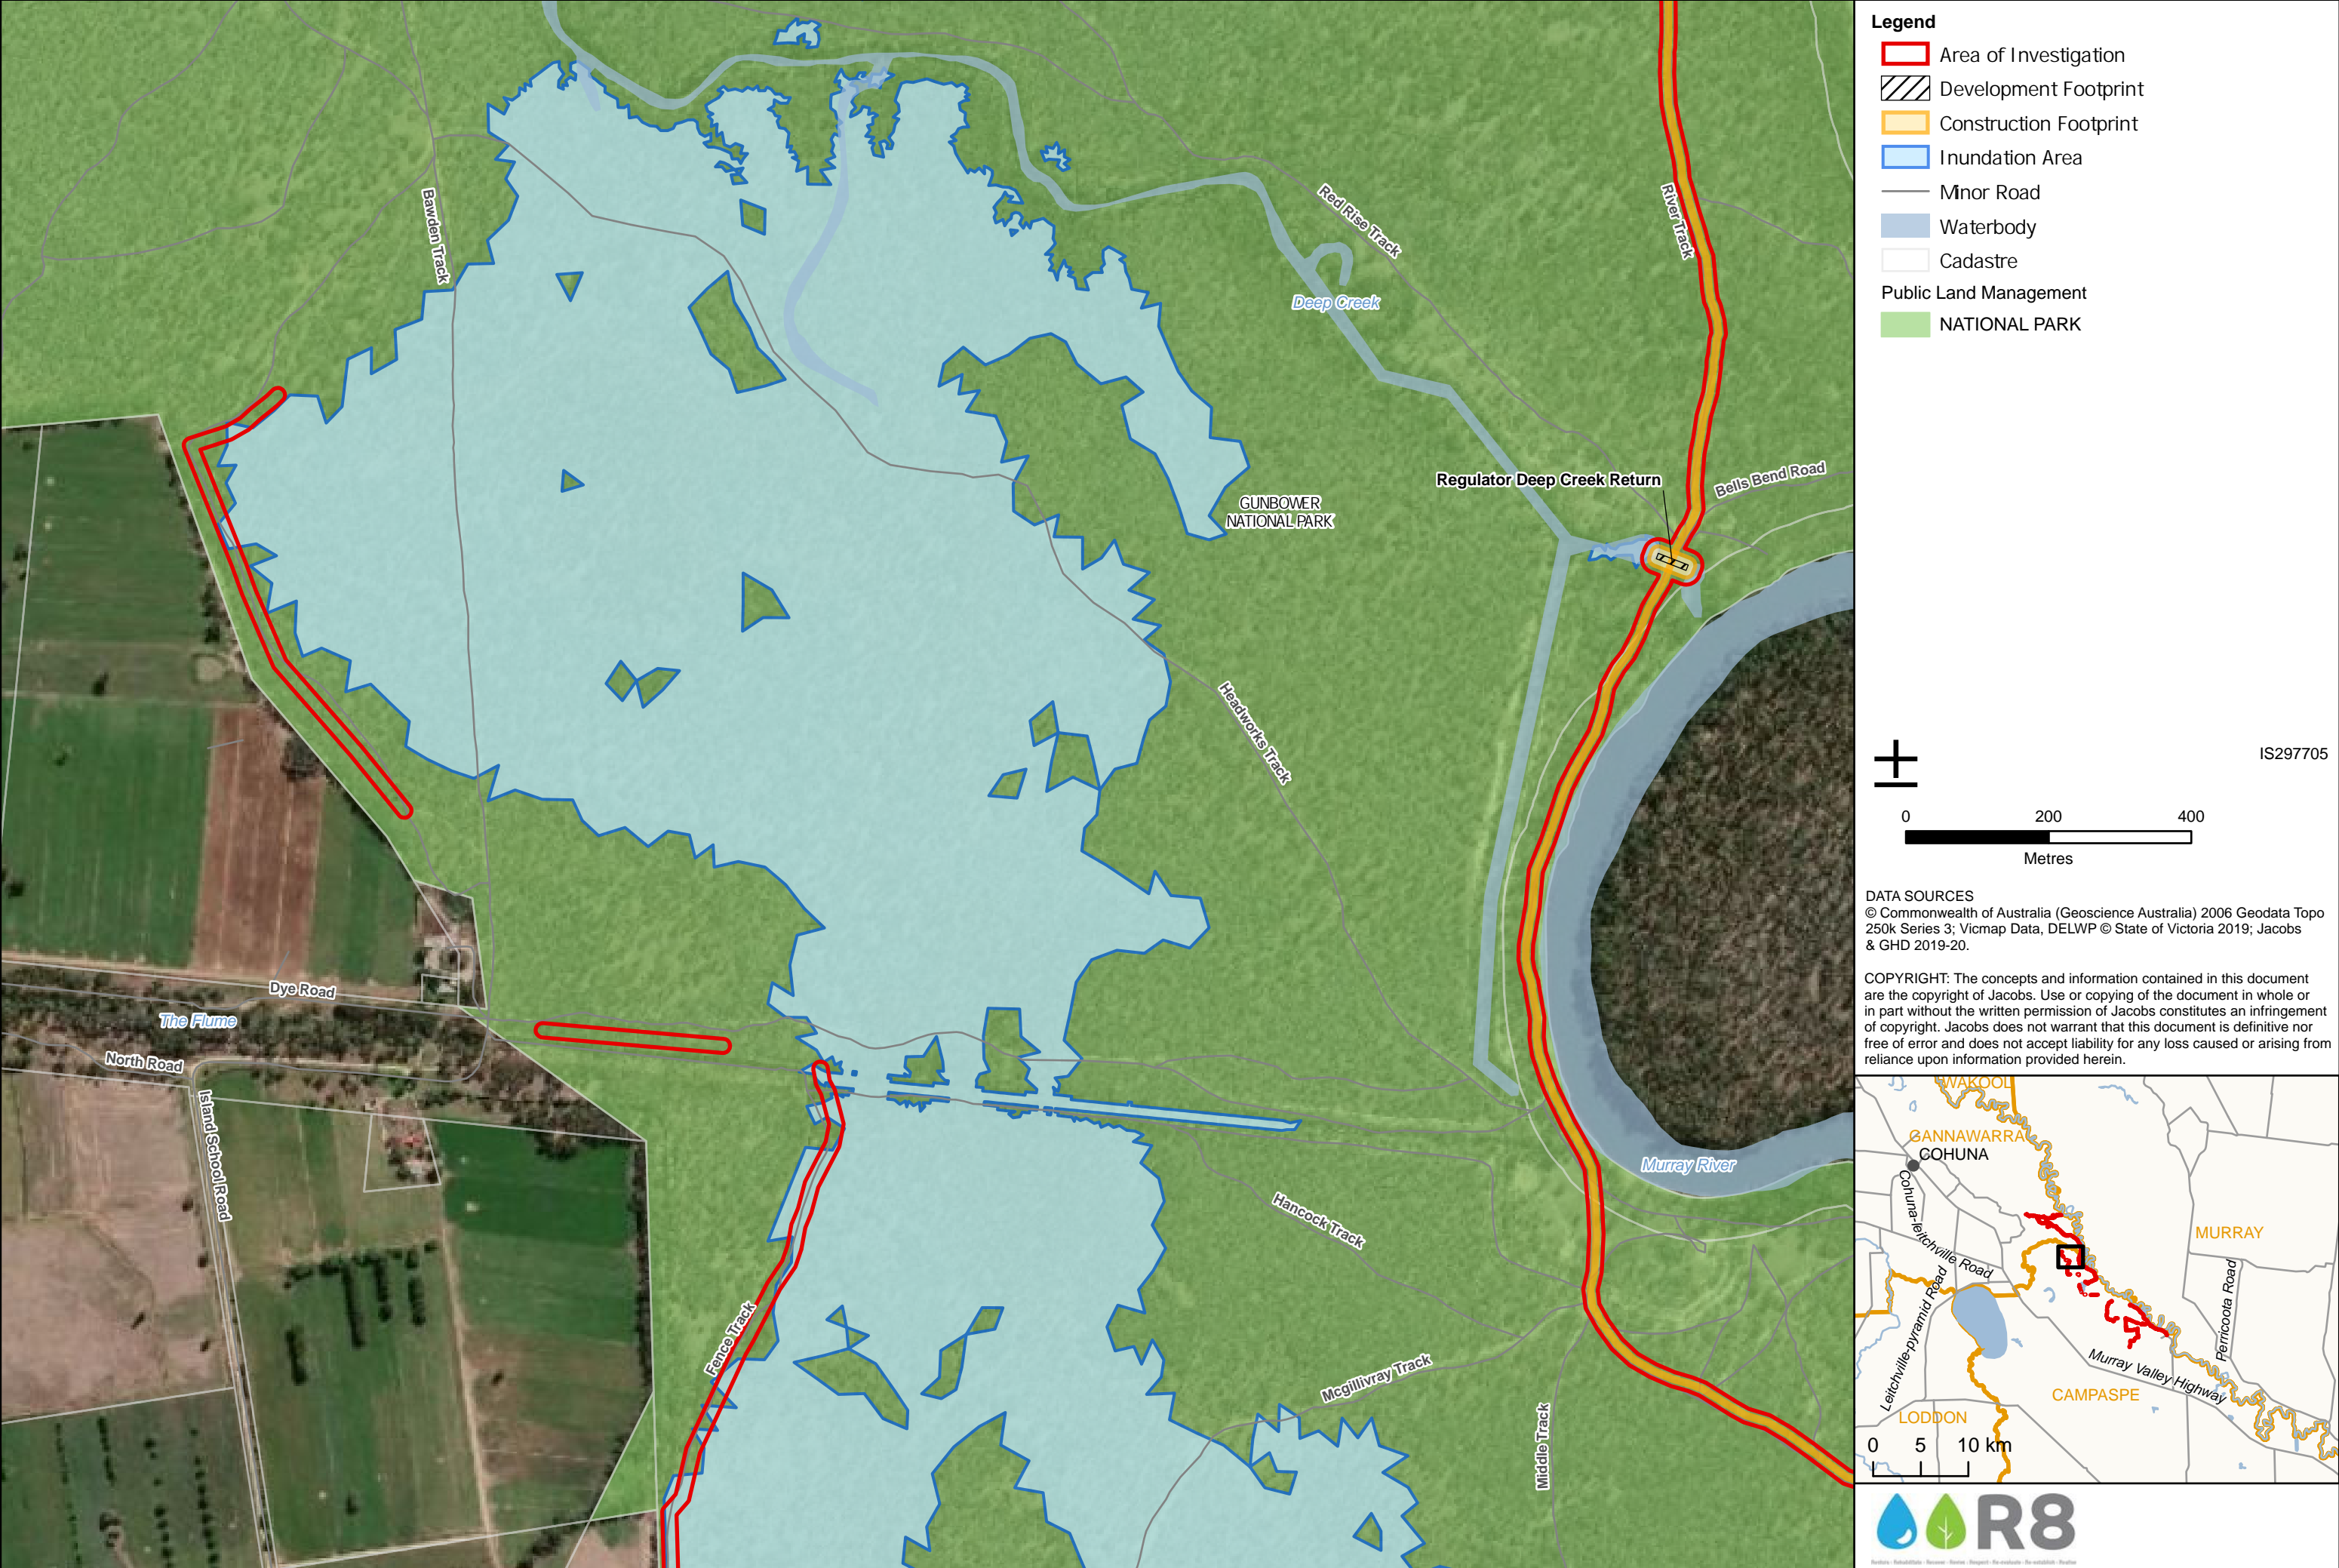 Bawden Track
Red Rise Track
River Track
Deep Creek
Regulator Deep Creek Return
Bells Bend Road
GUNBOWER
NATIONAL PARK
Headworks Track
Dye Road
The Flume
North Road
Island School Road
Fence Track
Hancock Track
Murray River
Mcgillivray Track
Middle Track
Legend
Area of Investigation
Development Footprint
Construction Footprint
Inundation Area
Minor Road
Waterbody
Cadastre
Public Land Management
NATIONAL PARK
IS297705
0 200 400
Metres
DATA SOURCES
© Commonwealth of Australia (Geoscience Australia) 2006 Geodata Topo
250k Series 3; Vicmap Data, DELWP © State of Victoria 2019; Jacobs
& GHD 2019-20.
COPYRIGHT: The concepts and information contained in this document
are the copyright of Jacobs. Use or copying of the document in whole or
in part without the written permission of Jacobs constitutes an infringement
of copyright. Jacobs does not warrant that this document is definitive nor
free of error and does not accept liability for any loss caused or arising from
reliance upon information provided herein.
WAKOOL
GANNAWARRA
COHUNA
Cohuna-leitchville Road
MURRAY
Leitchville-pyramid Road
Perricoota Road
Murray Valley Highway
CAMPASPE
LODDON
0 5 10 km
R8